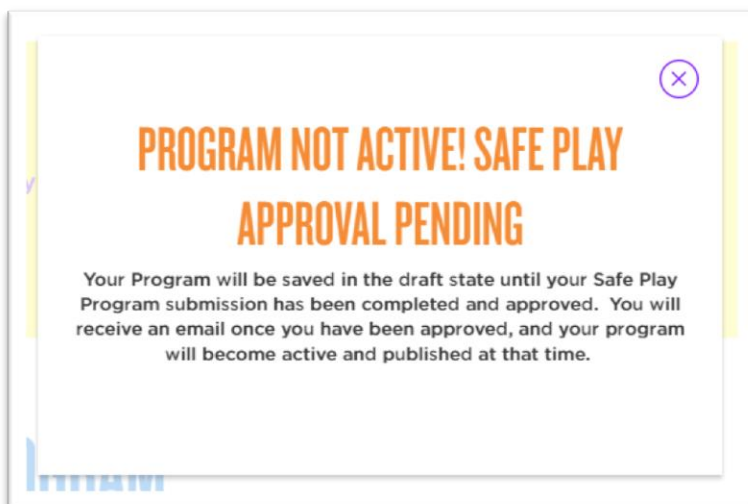 PROGRAM NOT ACTIVE! SAFE PLAY
APPROVAL PENDING
Your Program will be saved in the draft state until your Safe Play
Program submission has been completed and approved.  You will
receive an email once you have been approved, and your program
will become active and published at that time.